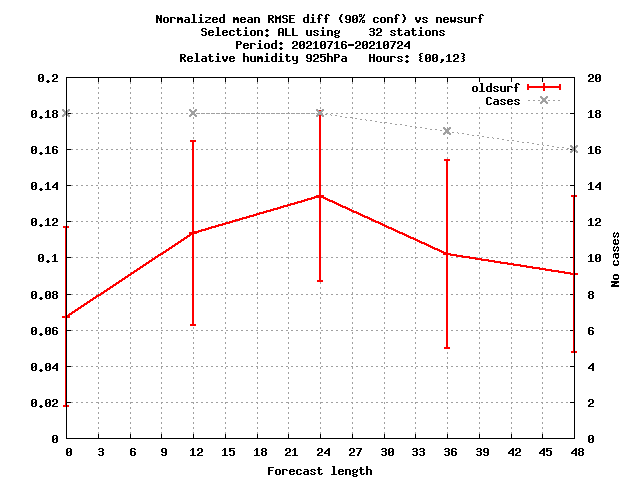 Normalized mean RMSE diff (90% conf) vs newsurf
Selection: ALL using    32 stations
Period: 20210716-20210724
Relative humidity 925hPa   Hours: {00,12}
oldsurf
Cases
0.2
0.18
0.16
0.14
0.12
0.1
0.08
0.06
0.04
0.02
0
20
18
16
14
12
10
8
6
4
2
0
No cases
0 3 6 9 12 15 18 21 24 27 30 33 36 39 42 45 48
Forecast length